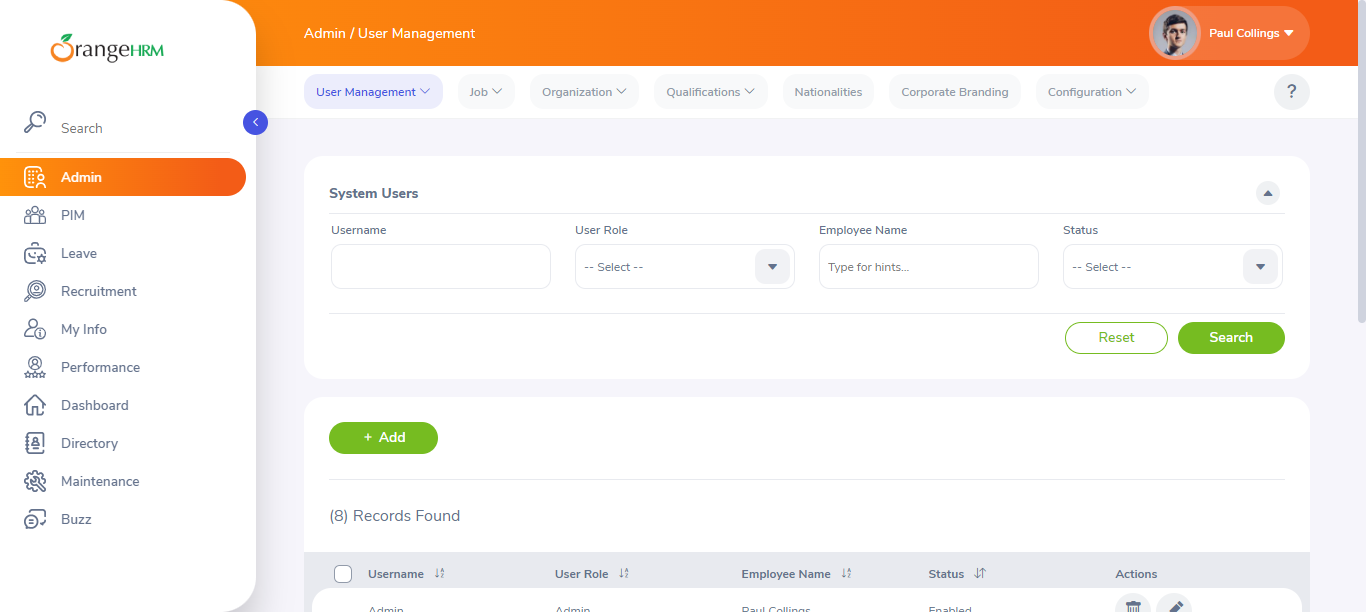 OrangeHRM
Admin / User Management
Paul Collings
User Management
Job
Organization
Qualifications
Nationalities
Corporate Branding
Configuration
?
Search
Admin
PIM
Leave
Recruitment
My Info
Performance
Dashboard
Directory
Maintenance
Buzz
System Users
Username
User Role
Employee Name
Status
-- Select --
Type for hints...
-- Select --
Reset
Search
+ Add
(8) Records Found
Username
User Role
Employee Name
Status
Actions
Admin
Admin
Paul Collings
Enabled